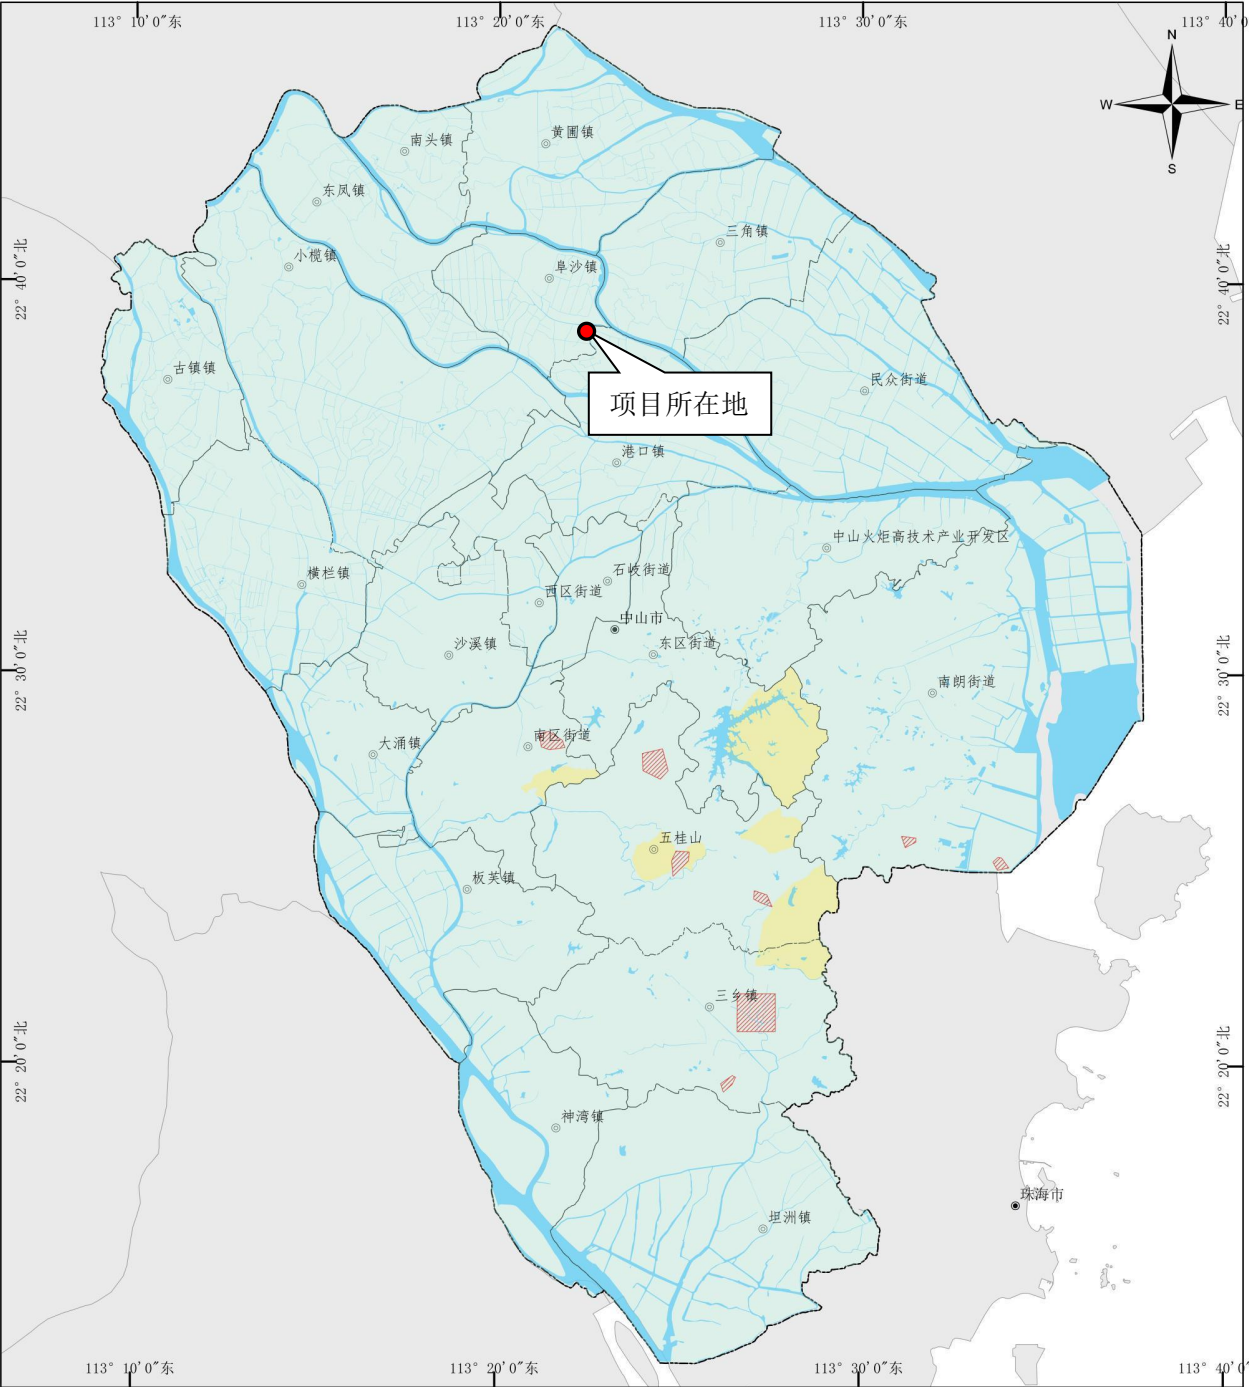 113° 10′0″东
113° 20′0″东
113° 30′0″东
113° 40′0
N
W
E
S
黄圃镇
南头镇
东凤镇
三角镇
小榄镇
阜沙镇
22° 40′0″北
22° 40′0″北
古镇镇
民众街道
项目所在地
港口镇
中山火炬高技术产业开发区
横栏镇
石岐街道
西区街道
中山市
沙溪镇
东区街道
22° 30′0″北
22° 30′0″北
南朗街道
大涌镇
南区街道
五桂山
板芙镇
三乡镇
22° 20′0″北
22° 20′0″北
神湾镇
珠海市
坦洲镇
113° 10′0″东
113° 20′0″东
113° 30′0″东
113° 40′0